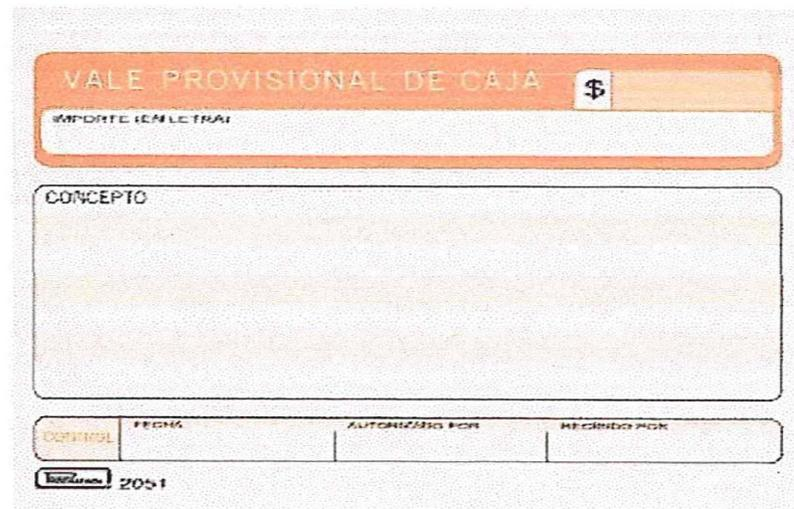 VALE PROVISIONAL DE CAJA $
IMPORTE (EN LETRA)
CONCEPTO
CONTROL FECHA AUTORIZADO POR RECIBIDO POR
2051